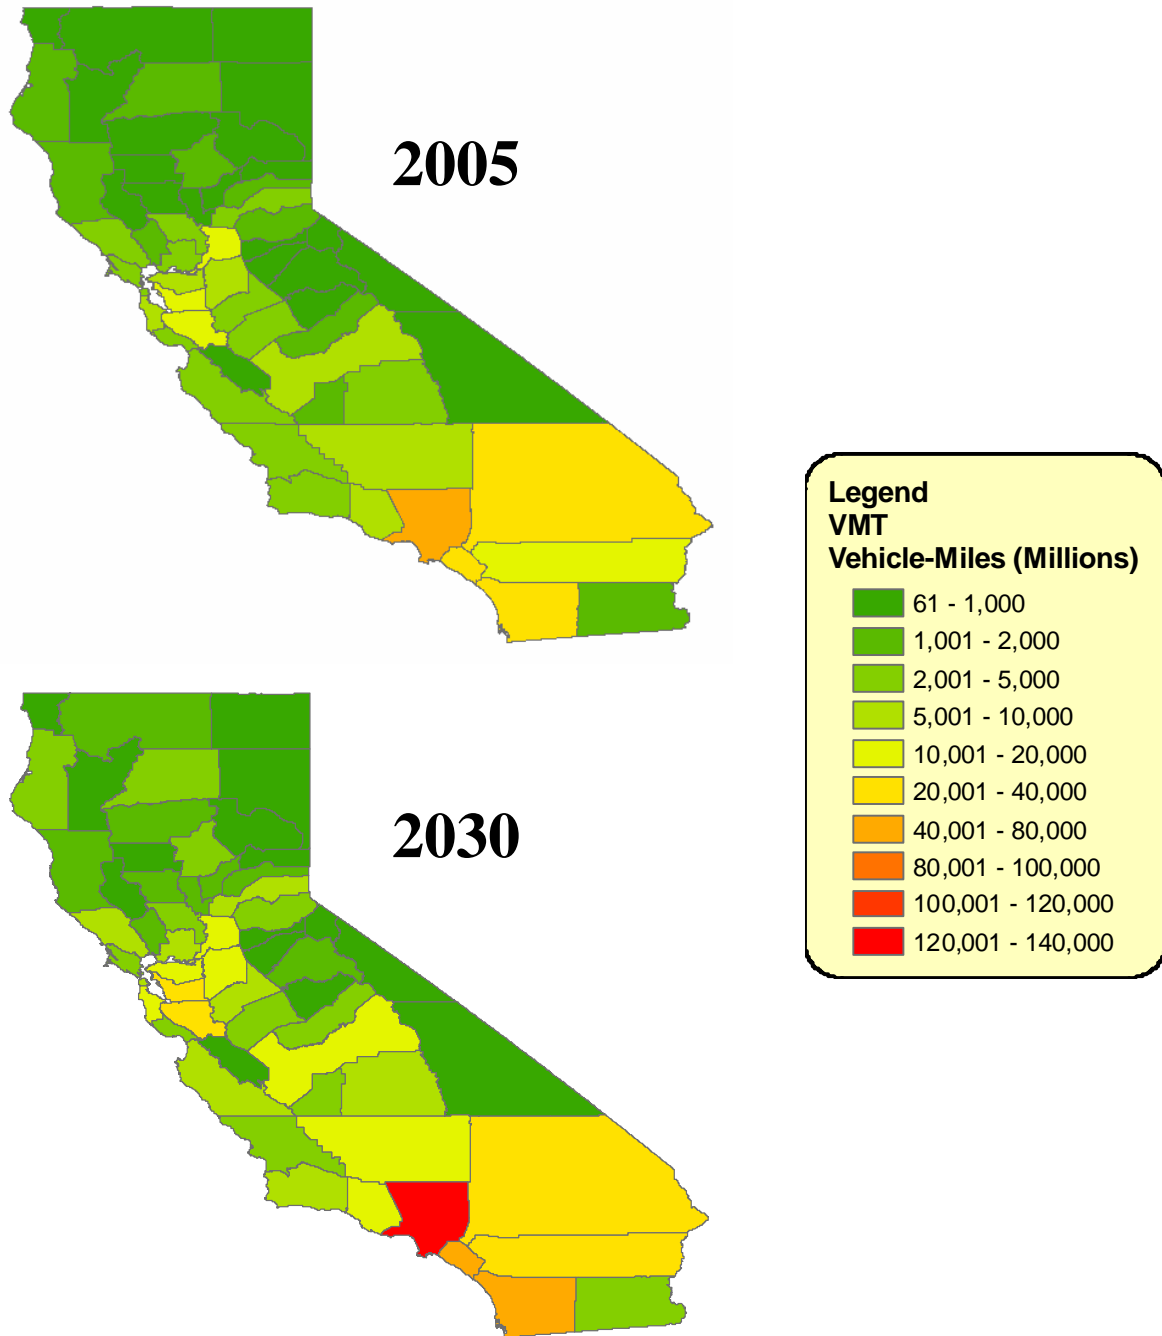 2005
Legend
VMT
Vehicle-Miles (Millions)
61 - 1,000
1,001 - 2,000
2,001 - 5,000
5,001 - 10,000
10,001 - 20,000
20,001 - 40,000
40,001 - 80,000
80,001 - 100,000
100,001 - 120,000
120,001 - 140,000
2030